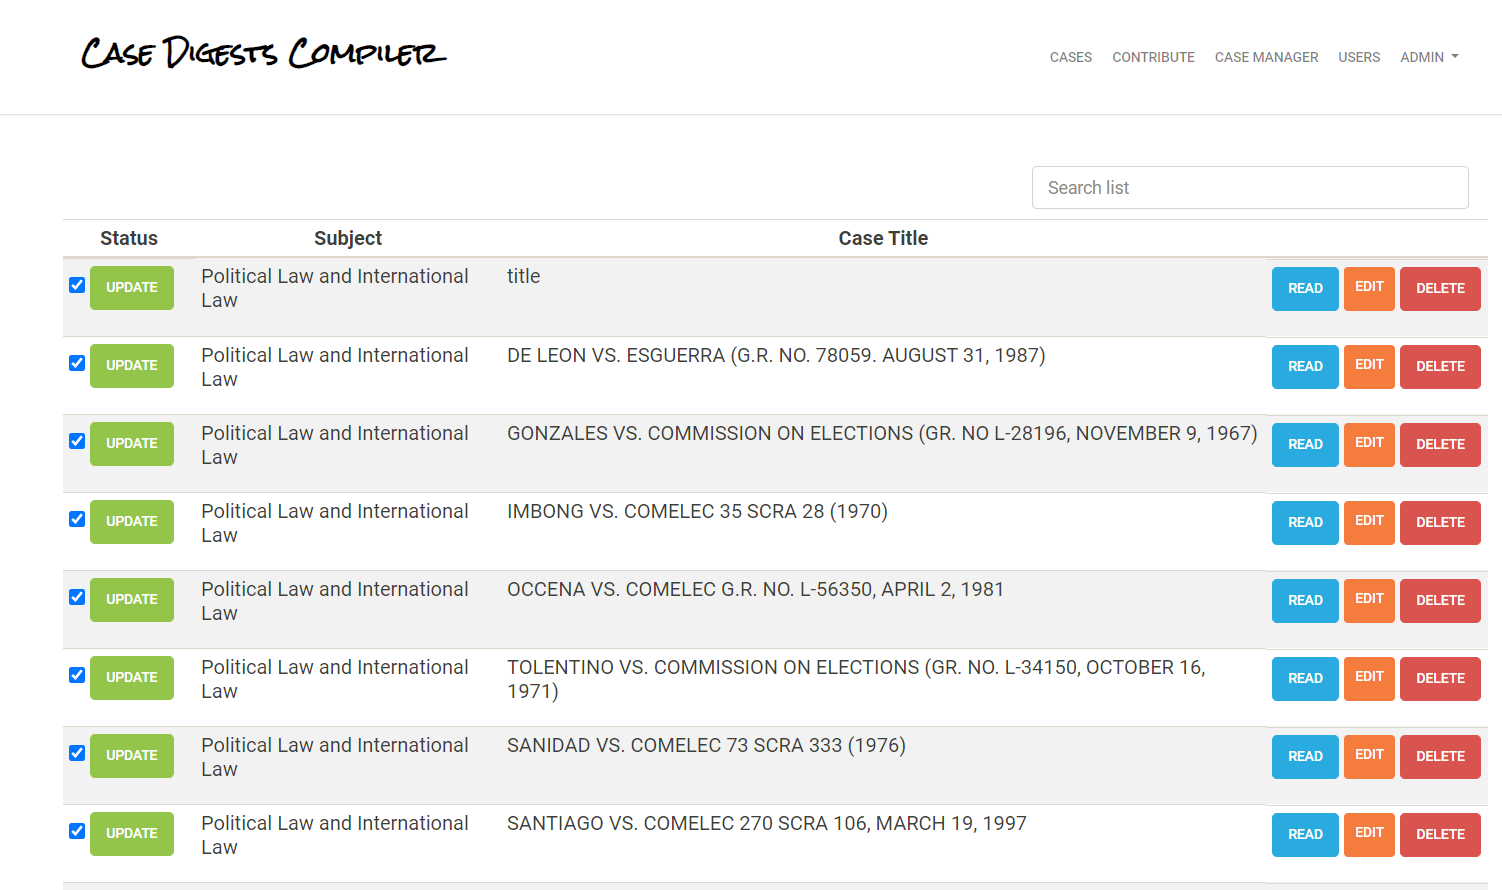 Case Digests Compiler
CASES CONTRIBUTE CASE MANAGER USERS ADMIN
Search list
Status Subject Case Title
UPDATE Political Law and International title READ EDIT DELETE
Law
UPDATE Political Law and International DE LEON VS. ESGUERRA (G.R. NO. 78059. AUGUST 31, 1987) READ EDIT DELETE
Law
UPDATE Political Law and International GONZALES VS. COMMISSION ON ELECTIONS (GR. NO L-28196, NOVEMBER 9, 1967) READ EDIT DELETE
Law
UPDATE Political Law and International IMBONG VS. COMELEC 35 SCRA 28 (1970) READ EDIT DELETE
Law
UPDATE Political Law and International OCCENA VS. COMELEC G.R. NO. L-56350, APRIL 2, 1981 READ EDIT DELETE
Law
UPDATE Political Law and International TOLENTINO VS. COMMISSION ON ELECTIONS (GR. NO. L-34150, OCTOBER 16, READ EDIT DELETE
Law 1971)
UPDATE Political Law and International SANIDAD VS. COMELEC 73 SCRA 333 (1976) READ EDIT DELETE
Law
UPDATE Political Law and International SANTIAGO VS. COMELEC 270 SCRA 106, MARCH 19, 1997 READ EDIT DELETE
Law